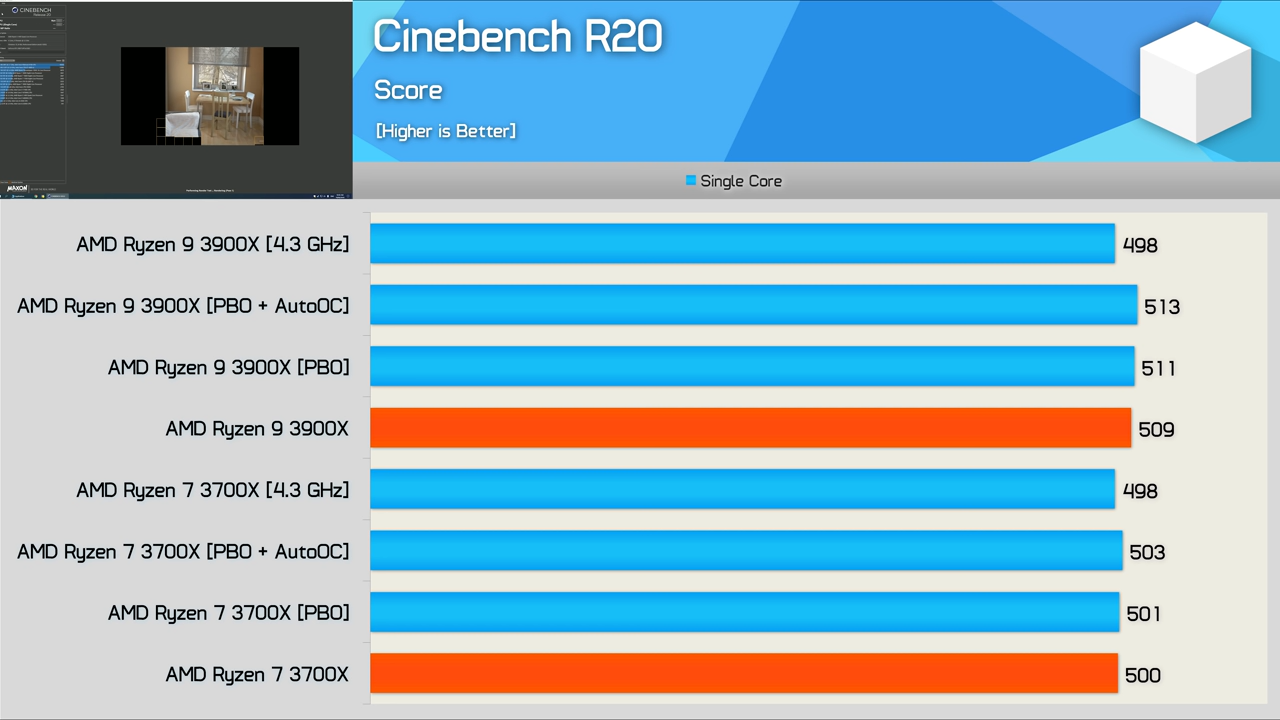 CINEBENCH
MAXON
Cinebench R20
Score
[Higher is Better]
Single Core
AMD Ryzen 9 3900X [4.3 GHz] 498
AMD Ryzen 9 3900X [PBO + AutoOC] 513
AMD Ryzen 9 3900X [PBO] 511
AMD Ryzen 9 3900X 509
AMD Ryzen 7 3700X [4.3 GHz] 498
AMD Ryzen 7 3700X [PBO + AutoOC] 503
AMD Ryzen 7 3700X [PBO] 501
AMD Ryzen 7 3700X 500